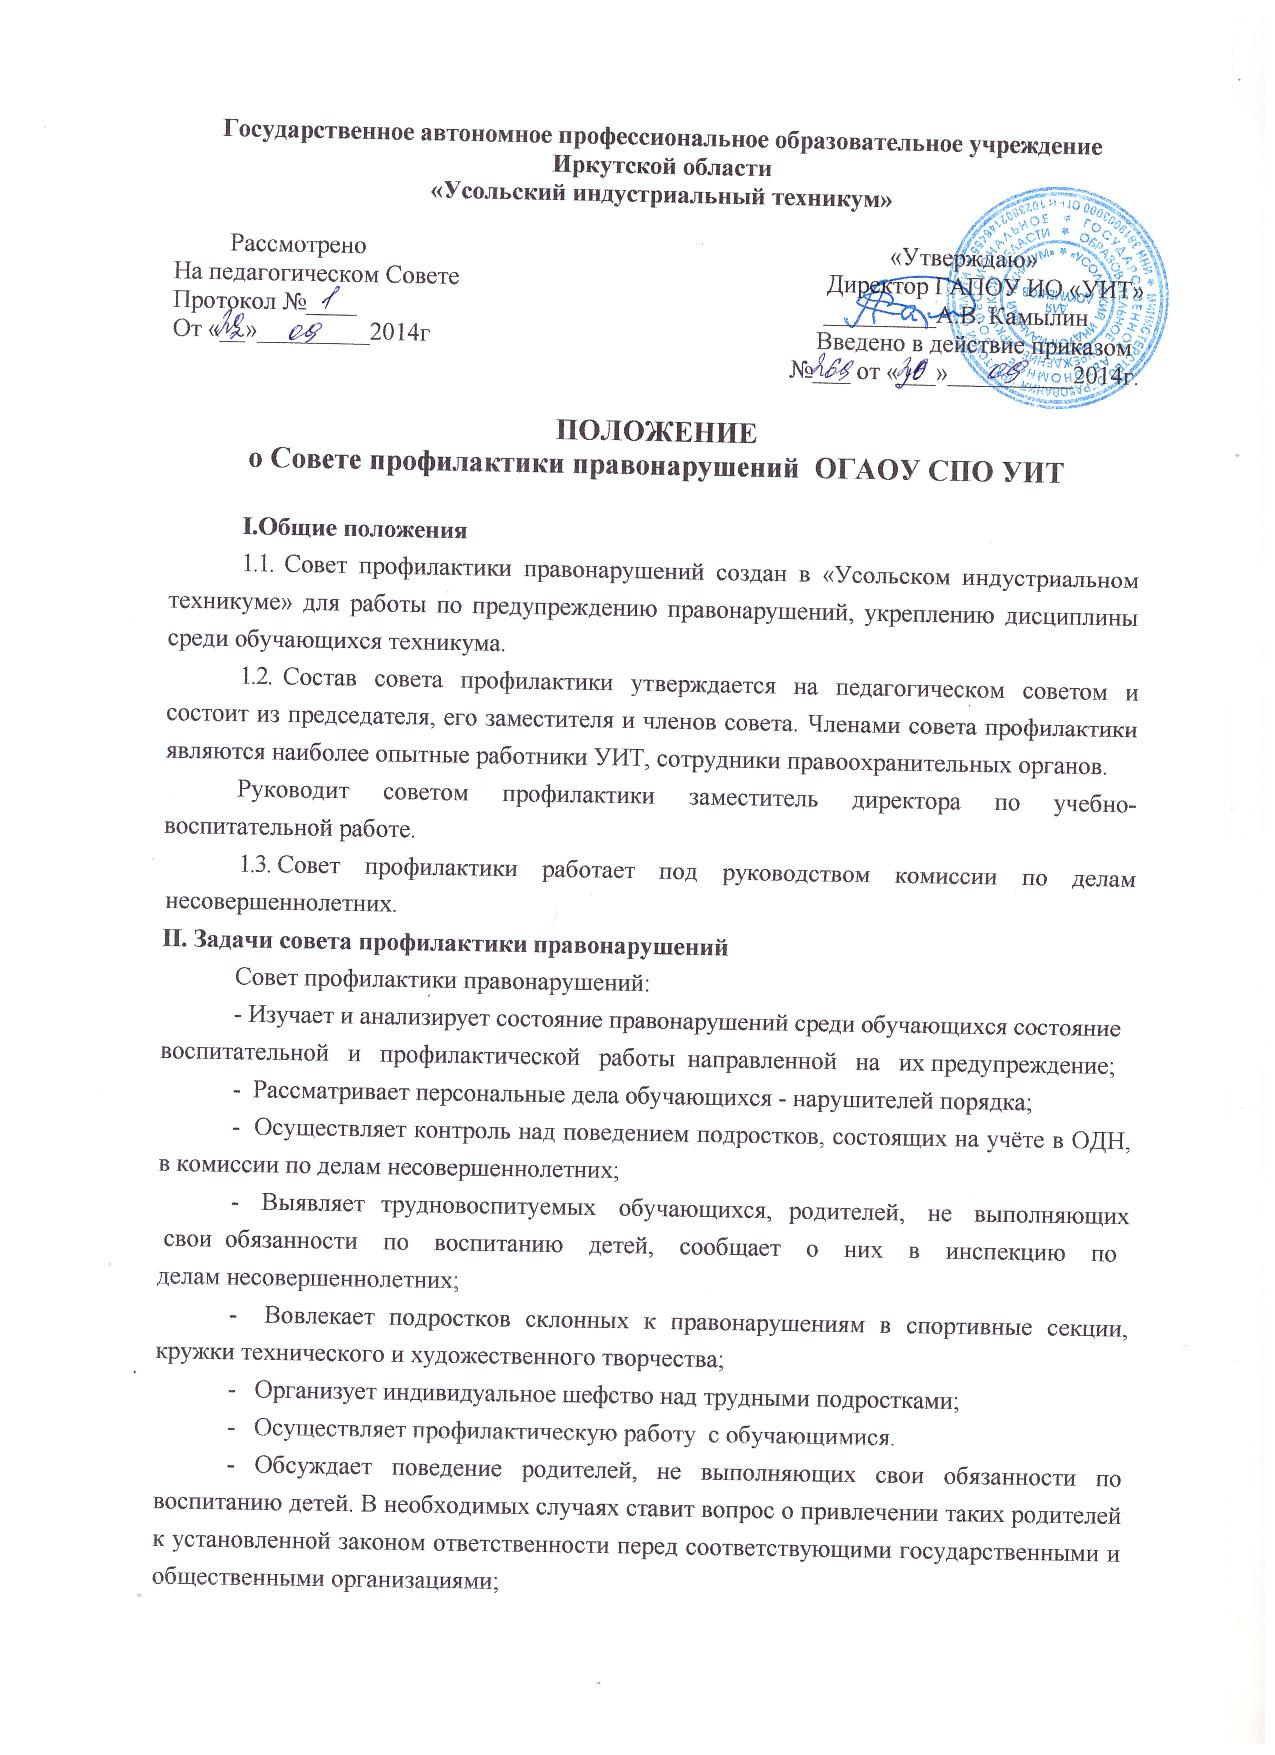 Государственное автономное профессиональное образовательное учреждение
Иркутской области
«Усольский индустриальный техникум»
Рассмотрено
На педагогическом Совете
Протокол № 1
От «12» 09 2014г
«Утверждаю»
Директор ГАПОУ ИО «УИТ»
____________А.В. Камылин
Введено в действие приказом
№ от «30» 09 2014г.
ПОЛОЖЕНИЕ
о Совете профилактики правонарушений ОГАОУ СПО УИТ
I.Общие положения
1.1. Совет профилактики правонарушений создан в «Усольском индустриальном
техникуме» для работы по предупреждению правонарушений, укреплению дисциплины
среди обучающихся техникума.
1.2. Состав совета профилактики утверждается на педагогическом советом и
состоит из председателя, его заместителя и членов совета. Членами совета профилактики
являются наиболее опытные работники УИТ, сотрудники правоохранительных органов.
Руководит советом профилактики заместитель директора по учебно-
воспитательной работе.
1.3. Совет профилактики работает под руководством комиссии по делам
несовершеннолетних.
II. Задачи совета профилактики правонарушений
Совет профилактики правонарушений:
- Изучает и анализирует состояние правонарушений среди обучающихся состояние
воспитательной и профилактической работы направленной на их предупреждение;
- Рассматривает персональные дела обучающихся - нарушителей порядка;
- Осуществляет контроль над поведением подростков, состоящих на учёте в ОДН,
в комиссии по делам несовершеннолетних;
- Выявляет трудновоспитуемых обучающихся, родителей, не выполняющих
свои обязанности по воспитанию детей, сообщает о них в инспекцию по
делам несовершеннолетних;
- Вовлекает подростков склонных к правонарушениям в спортивные секции,
кружки технического и художественного творчества;
- Организует индивидуальное шефство над трудными подростками;
- Осуществляет профилактическую работу с обучающимися.
- Обсуждает поведение родителей, не выполняющих свои обязанности по
воспитанию детей. В необходимых случаях ставит вопрос о привлечении таких родителей
к установленной законом ответственности перед соответствующими государственными и
общественными организациями;